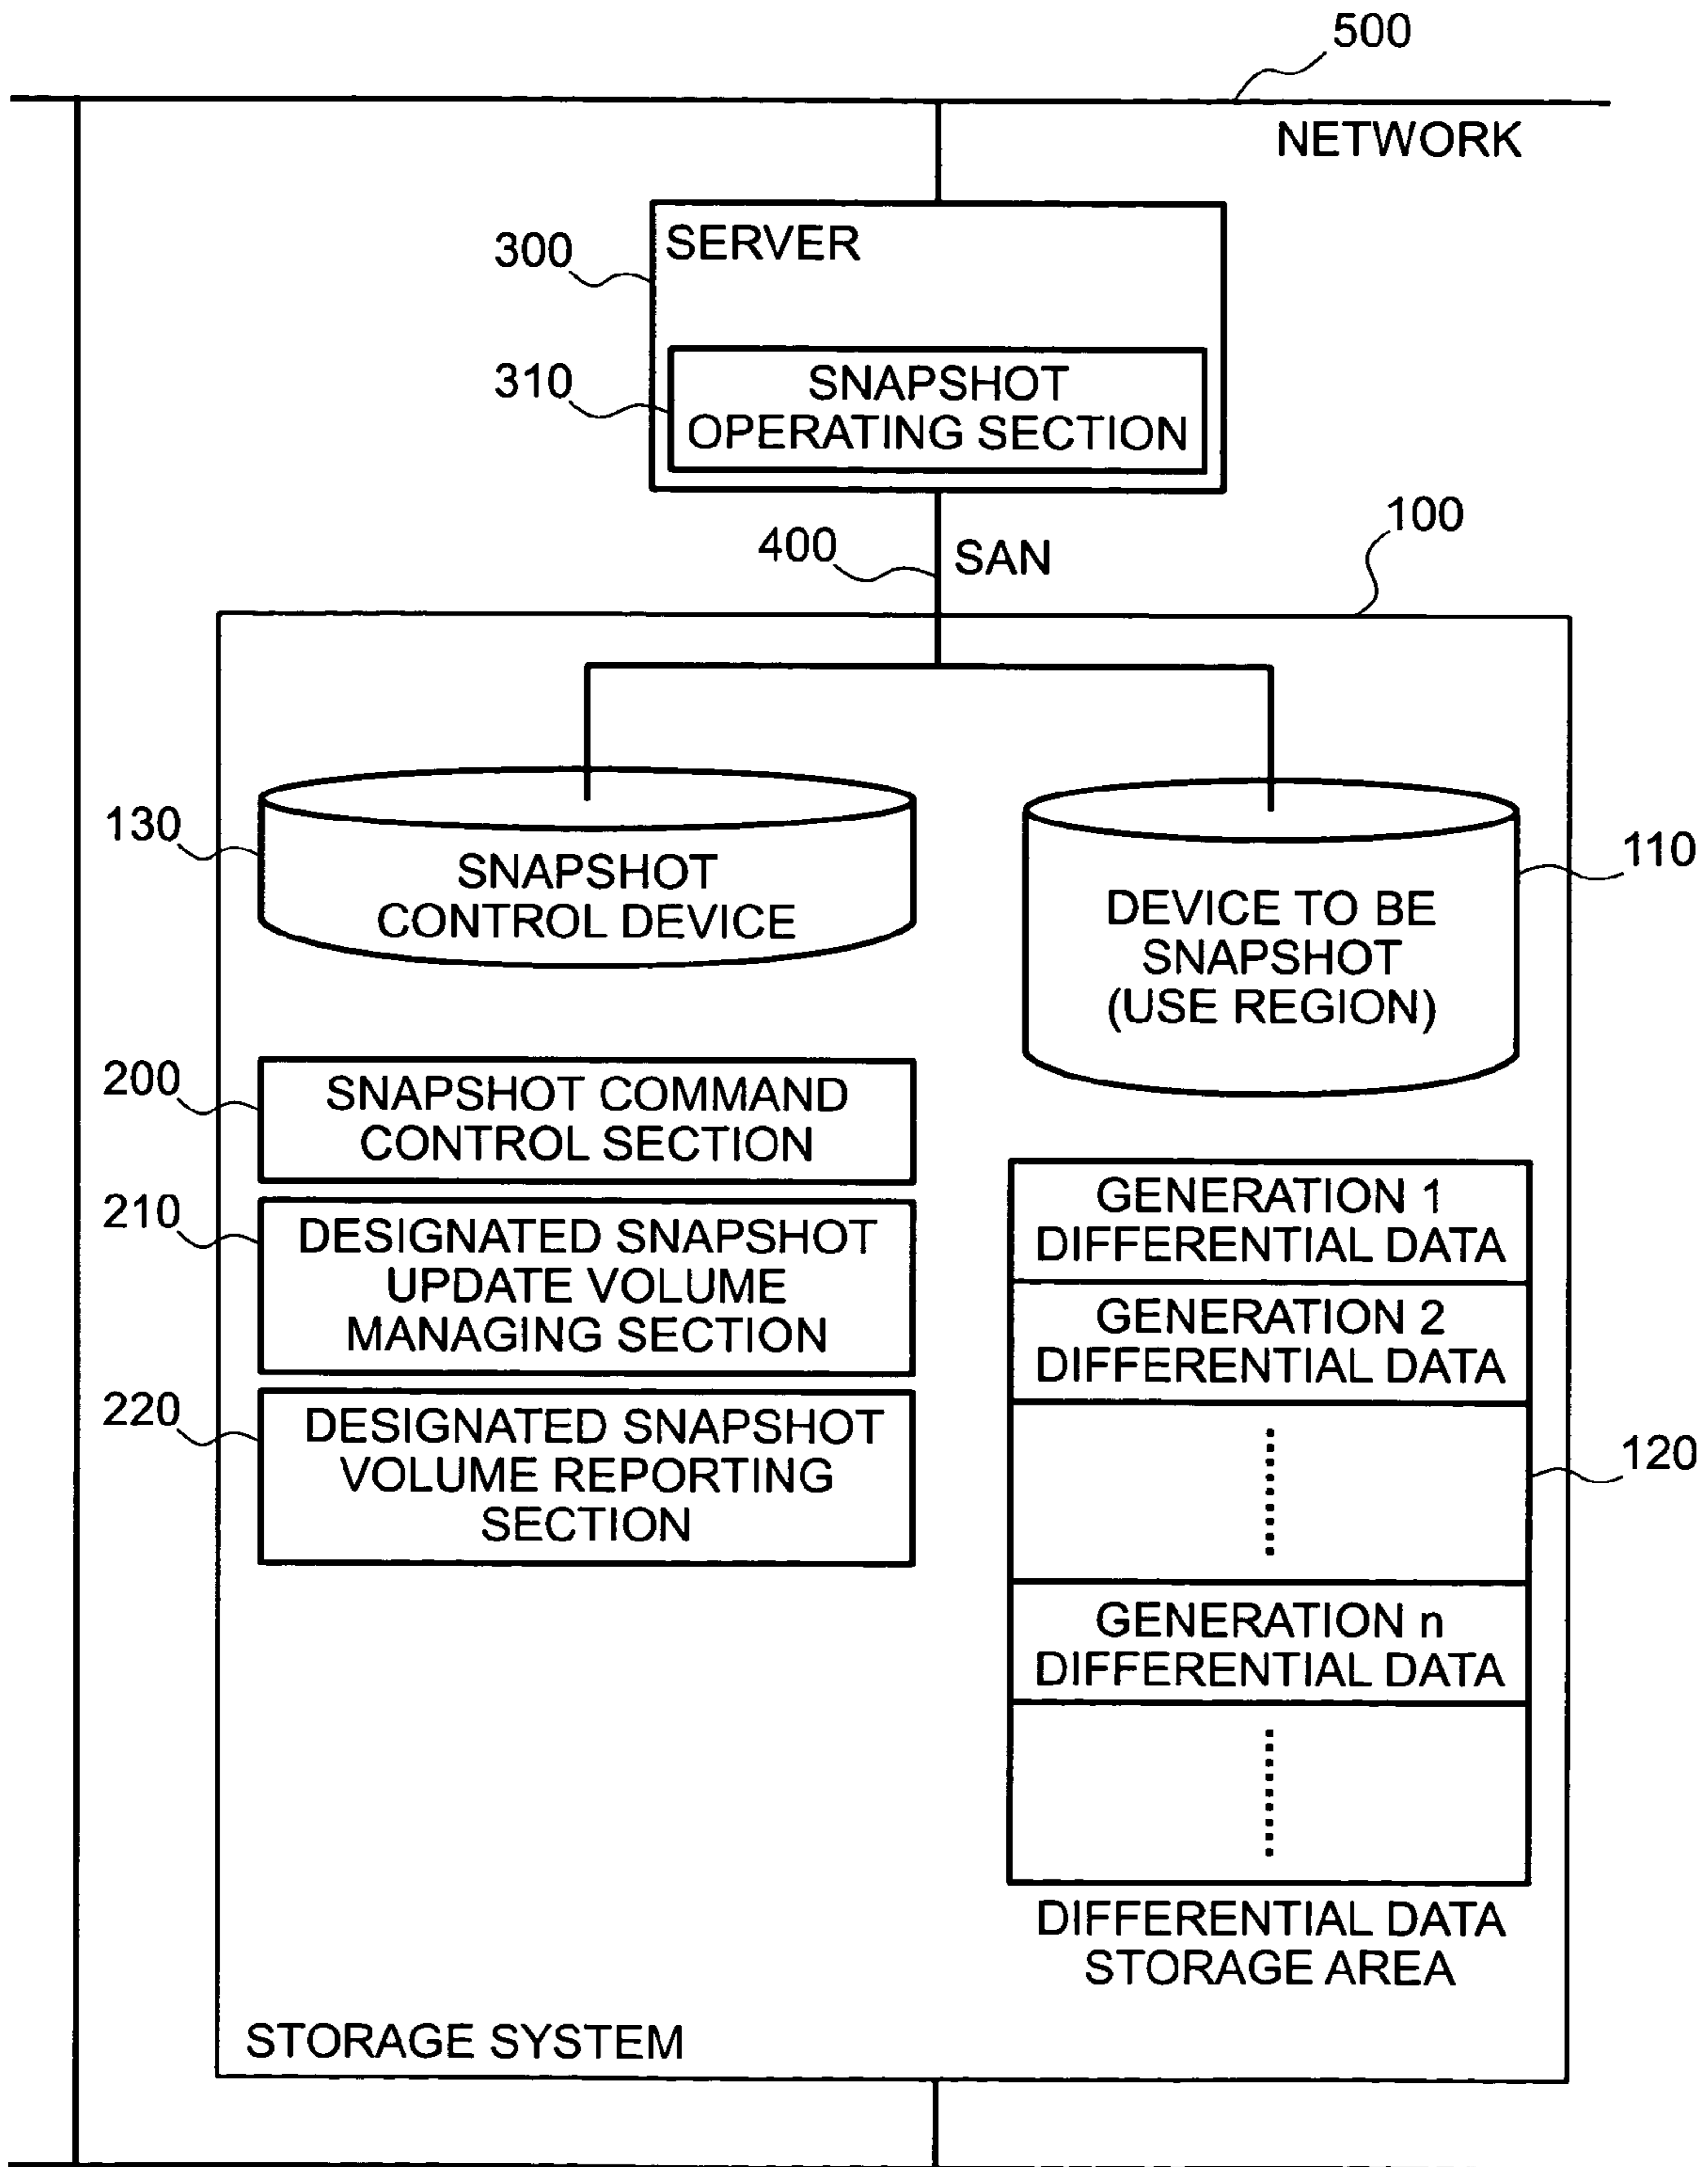 500
NETWORK
300
SERVER
310
SNAPSHOT
OPERATING SECTION
100
400
SAN
130
SNAPSHOT
CONTROL DEVICE
110
DEVICE TO BE
SNAPSHOT
(USE REGION)
200
SNAPSHOT COMMAND
CONTROL SECTION
210
DESIGNATED SNAPSHOT
UPDATE VOLUME
MANAGING SECTION
220
DESIGNATED SNAPSHOT
VOLUME REPORTING
SECTION
GENERATION 1
DIFFERENTIAL DATA
GENERATION 2
DIFFERENTIAL DATA
120
GENERATION n
DIFFERENTIAL DATA
DIFFERENTIAL DATA
STORAGE AREA
STORAGE SYSTEM